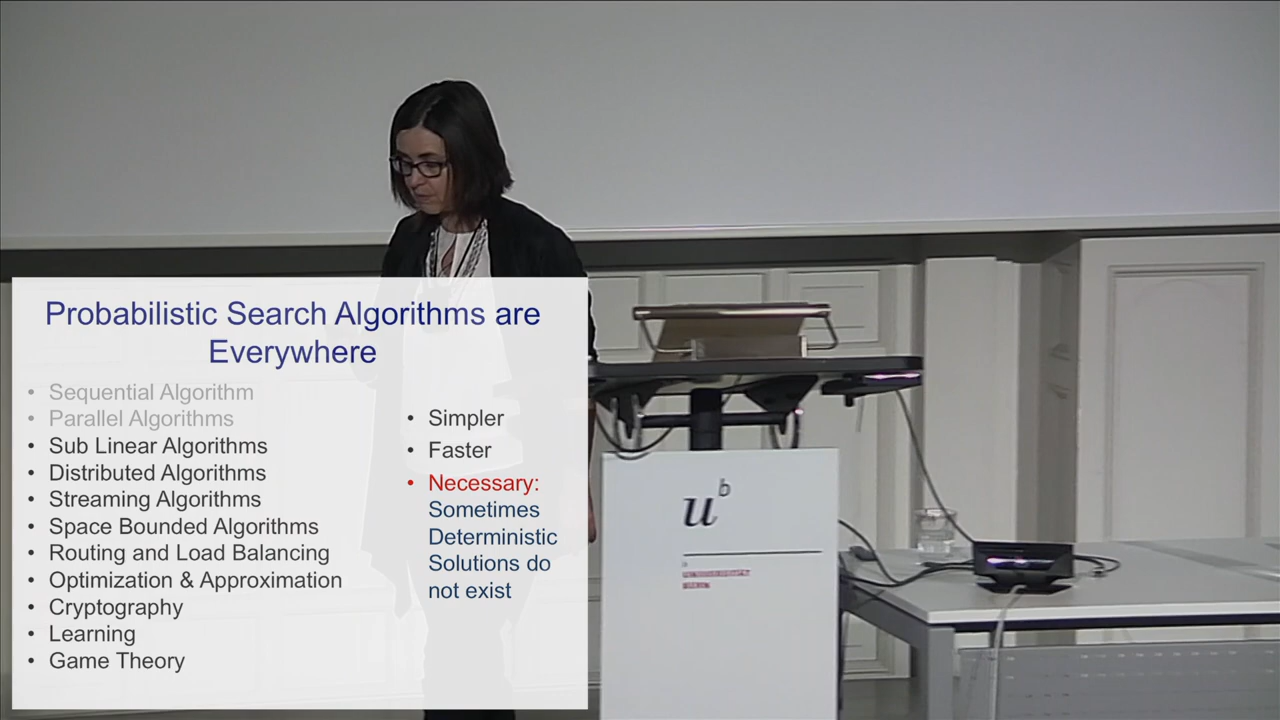 Probabilistic Search Algorithms are
Everywhere
• Sequential Algorithm
• Parallel Algorithms
• Sub Linear Algorithms
• Distributed Algorithms
• Streaming Algorithms
• Space Bounded Algorithms
• Routing and Load Balancing
• Optimization & Approximation
• Cryptography
• Learning
• Game Theory
• Simpler
• Faster
• Necessary:
Sometimes
Deterministic
Solutions do
not exist
u b